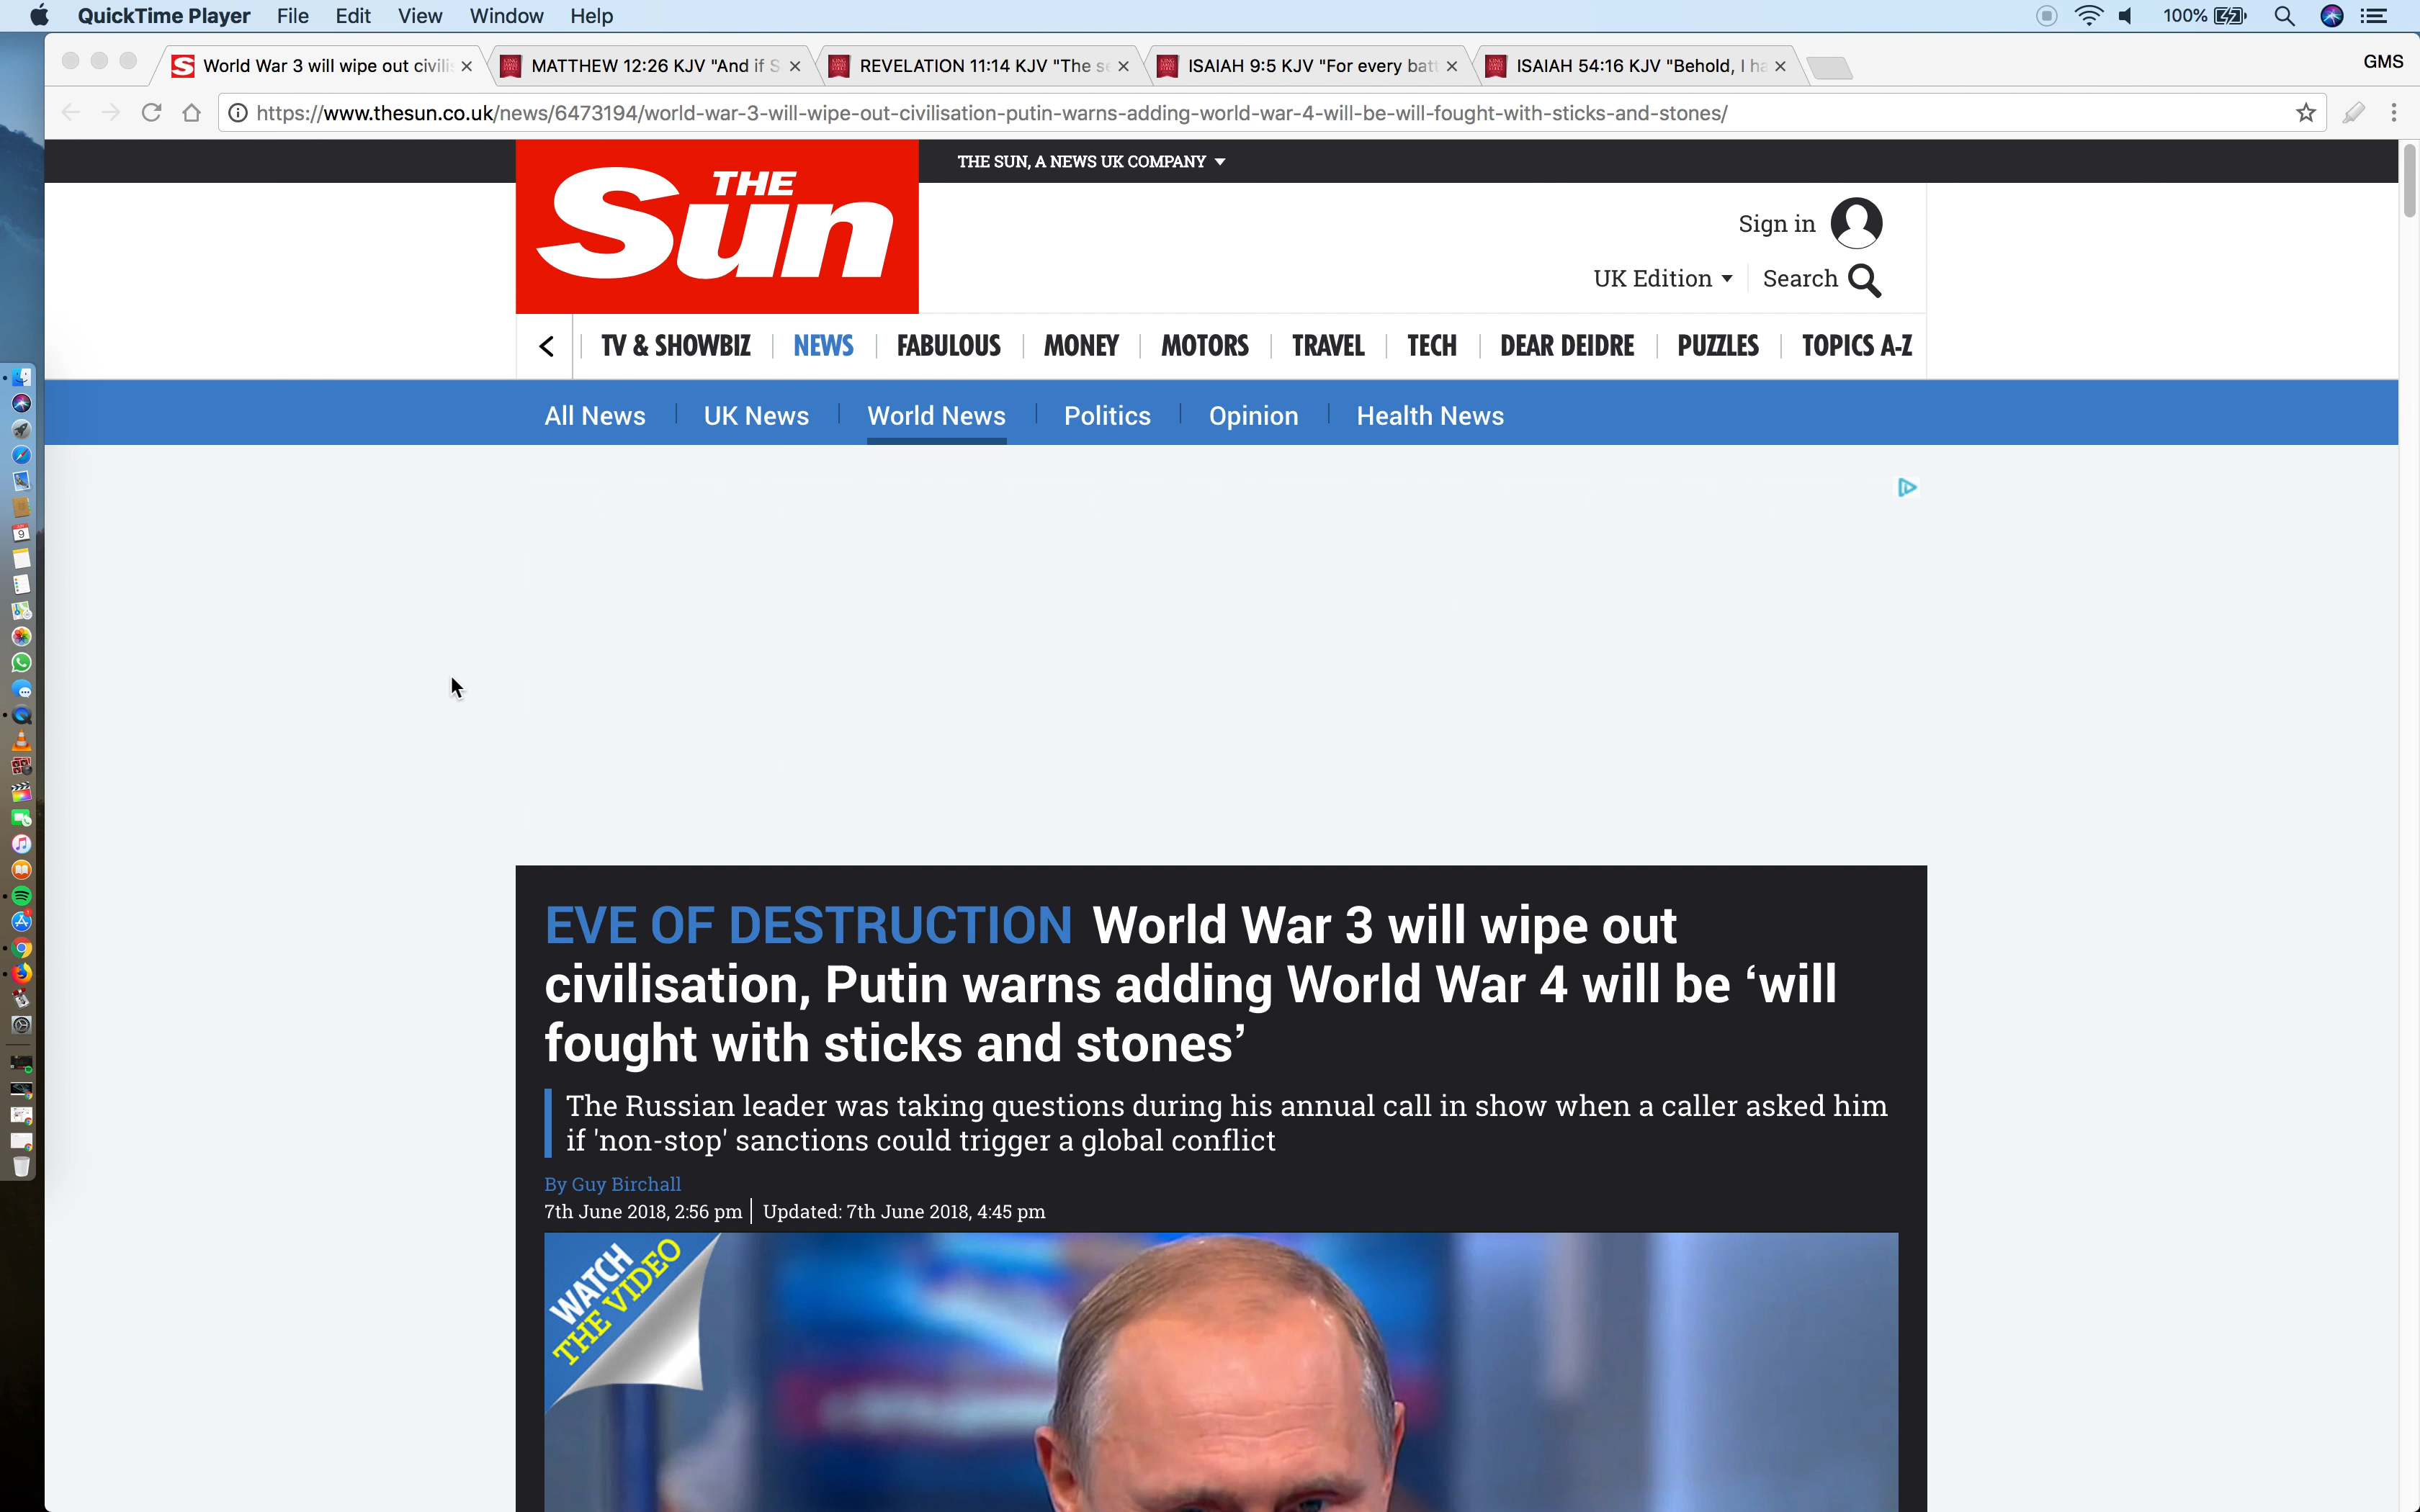 QuickTime Player File Edit View Window Help 100%
World War 3 will wipe out civili MATTHEW 12:26 KJV "And if S REVELATION 11:14 KJV "The se ISAIAH 9:5 KJV "For every batt ISAIAH 54:16 KJV "Behold, I ha GMS
https://www.thesun.co.uk/news/6473194/world-war-3-will-wipe-out-civilisation-putin-warns-adding-world-war-4-will-be-will-fought-with-sticks-and-stones/
THE SUN, A NEWS UK COMPANY
THE
Sun
Sign in
UK Edition Search
TV & SHOWBIZ NEWS FABULOUS MONEY MOTORS TRAVEL TECH DEAR DEIDRE PUZZLES TOPICS A-Z
All News UK News World News Politics Opinion Health News
EVE OF DESTRUCTION World War 3 will wipe out
civilisation, Putin warns adding World War 4 will be ‘will
fought with sticks and stones’
The Russian leader was taking questions during his annual call in show when a caller asked him
if 'non-stop' sanctions could trigger a global conflict
By Guy Birchall
7th June 2018, 2:56 pm Updated: 7th June 2018, 4:45 pm
WATCH
THE VIDEO